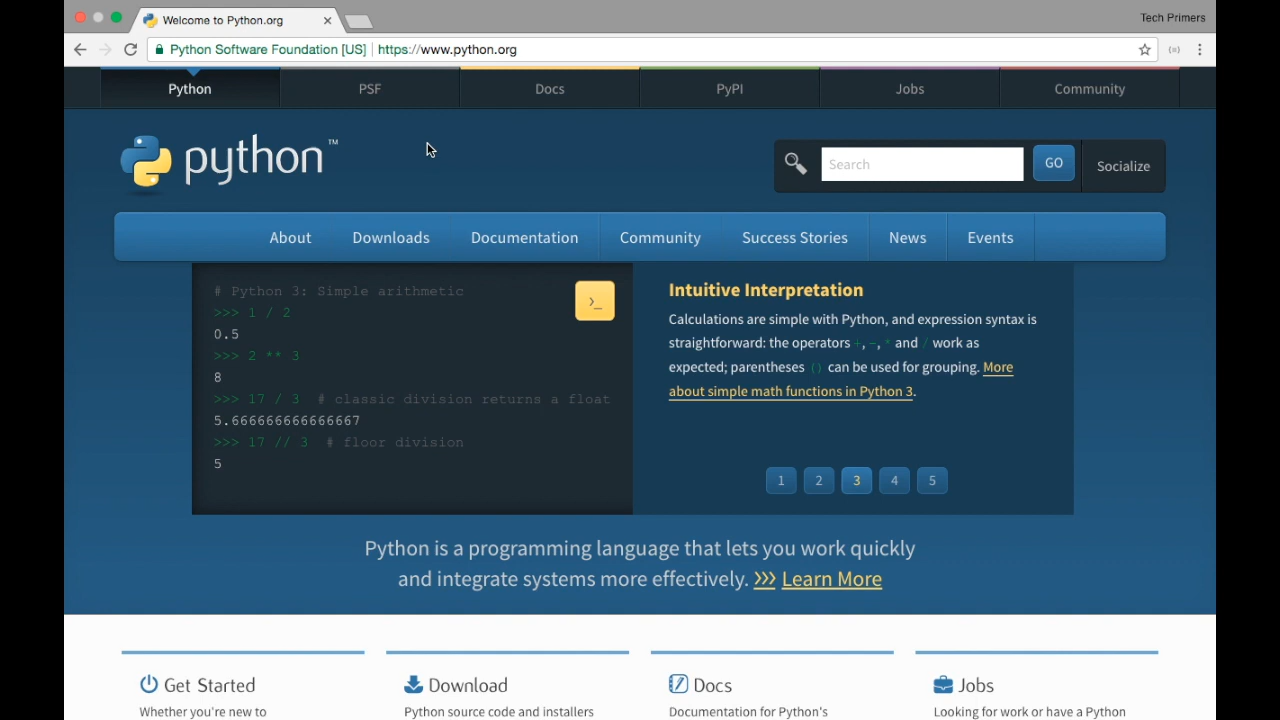 Welcome to Python.org
Tech Primers
Python Software Foundation [US] https://www.python.org
Python PSF Docs PyPI Jobs Community
python™
Search GO Socialize
About Downloads Documentation Community Success Stories News Events
# Python 3: Simple arithmetic
>>> 1 / 2
0.5
>>> 2 ** 3
8
>>> 17 / 3 # classic division returns a float
5.666666666666667
>>> 17 // 3 # floor division
5
>_
Intuitive Interpretation
Calculations are simple with Python, and expression syntax is
straightforward: the operators +, -, * and / work as
expected; parentheses () can be used for grouping. More
about simple math functions in Python 3.
1 2 3 4 5
Python is a programming language that lets you work quickly
and integrate systems more effectively. >>> Learn More
Get Started
Whether you're new to
Download
Python source code and installers
Docs
Documentation for Python's
Jobs
Looking for work or have a Python